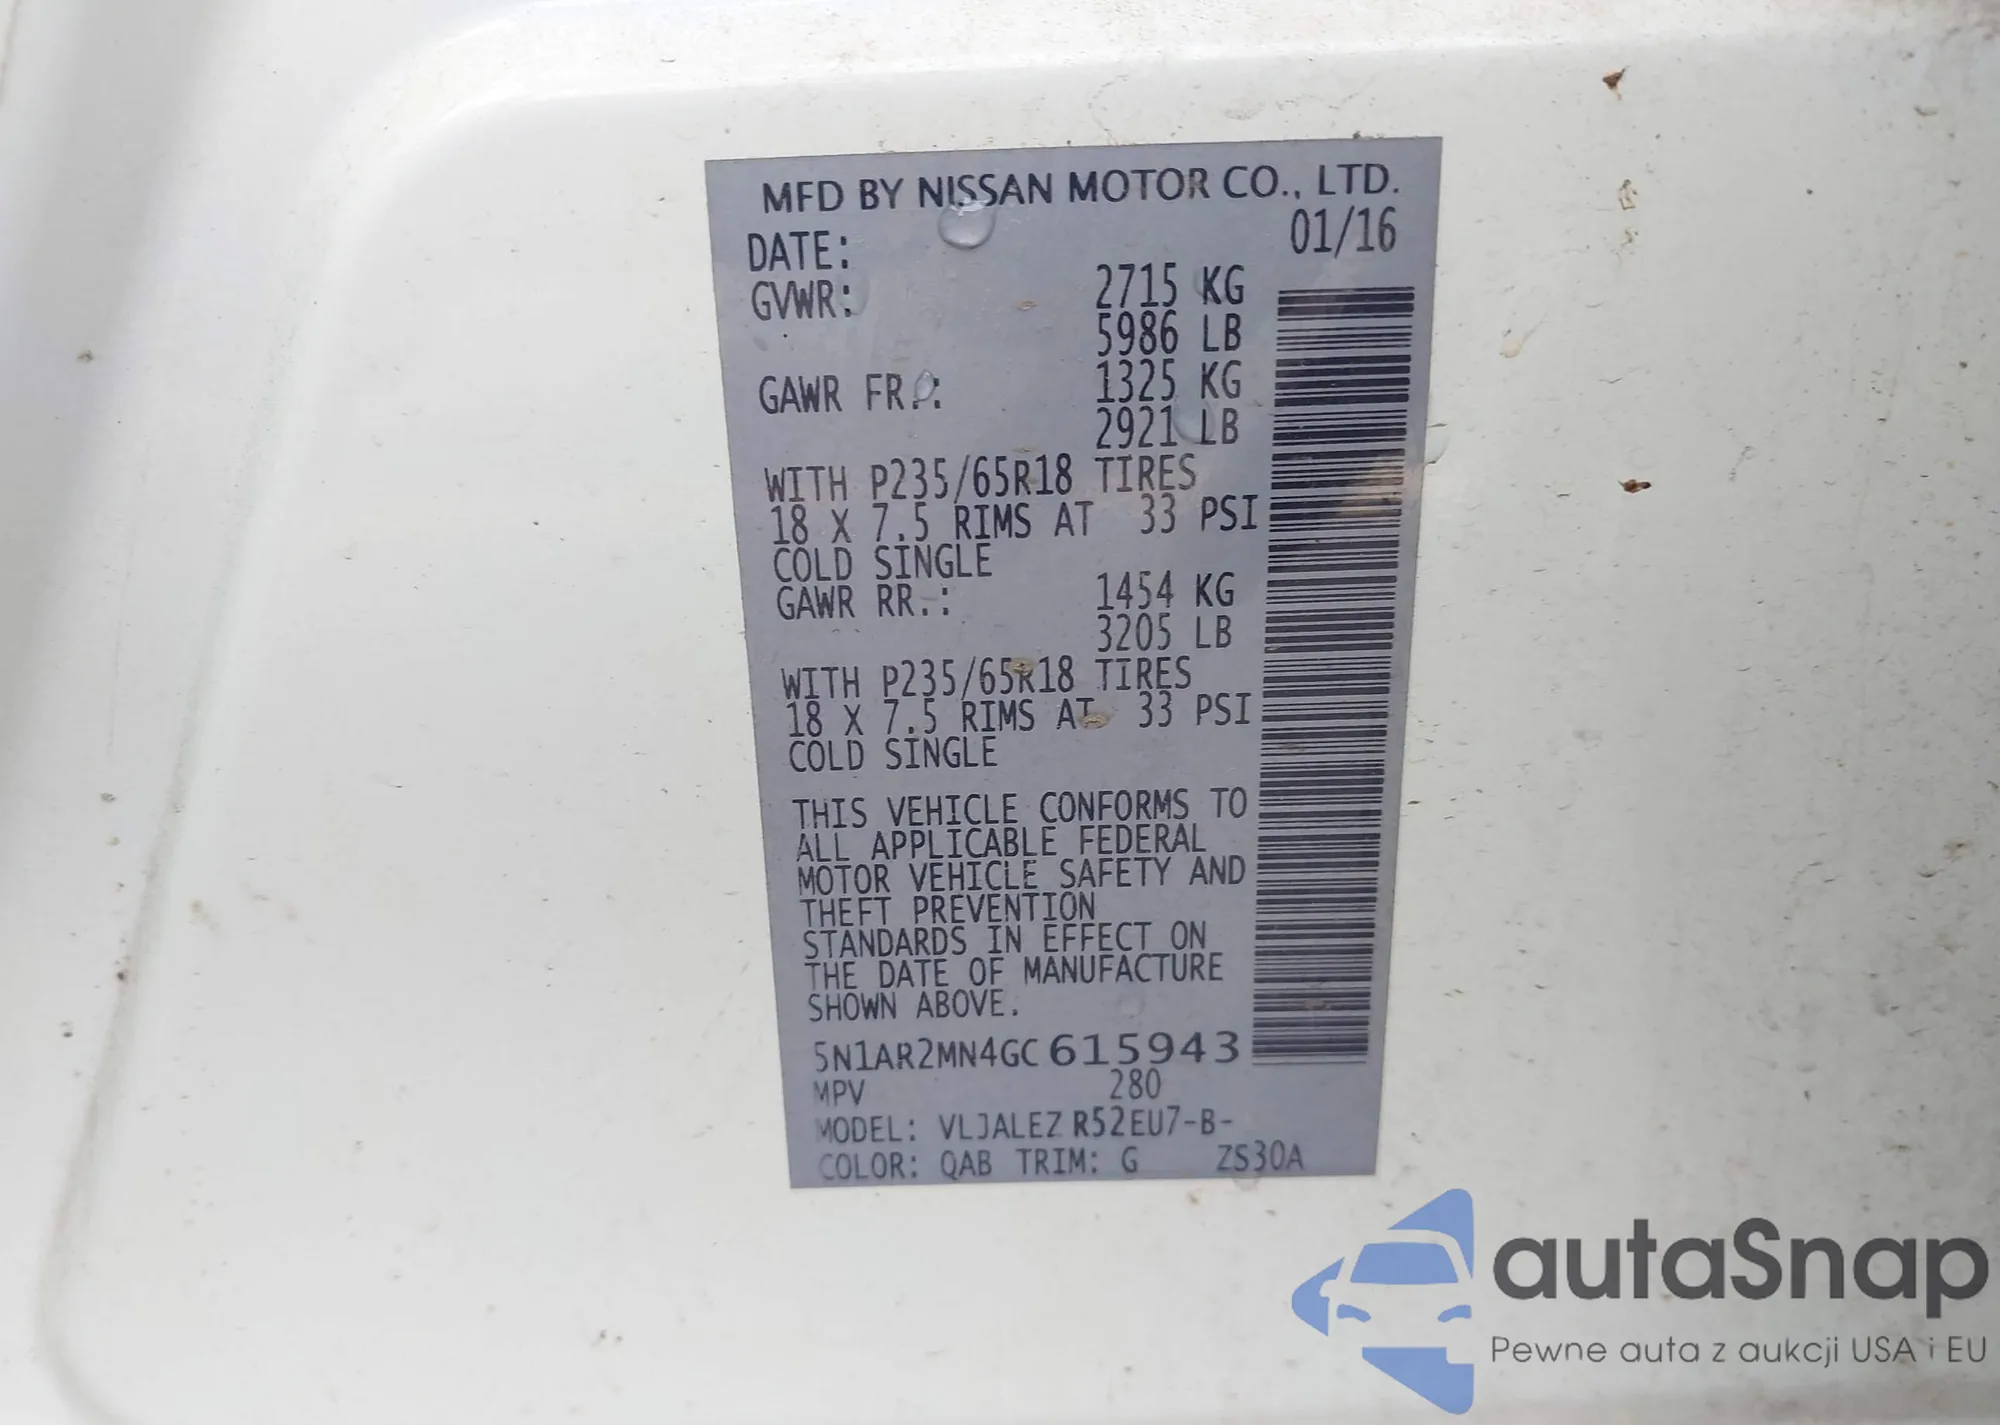 MFD BY NISSAN MOTOR CO., LTD.
DATE: 01/16
GVWR: 2715 KG
5986 LB
GAWR FR.: 1325 KG
2921 LB
WITH P235/65R18 TIRES
18 X 7.5 RIMS AT 33 PSI
COLD SINGLE
GAWR RR.: 1454 KG
3205 LB
WITH P235/65R18 TIRES
18 X 7.5 RIMS AT 33 PSI
COLD SINGLE
THIS VEHICLE CONFORMS TO
ALL APPLICABLE FEDERAL
MOTOR VEHICLE SAFETY AND
THEFT PREVENTION
STANDARDS IN EFFECT ON
THE DATE OF MANUFACTURE
SHOWN ABOVE.
5N1AR2MN4GC615943
MPV 280
MODEL: VLJALEZ R52EU7-B-
COLOR: QAB TRIM: G ZS30A
autaSnap
Pewne auta z aukcji USA i EU